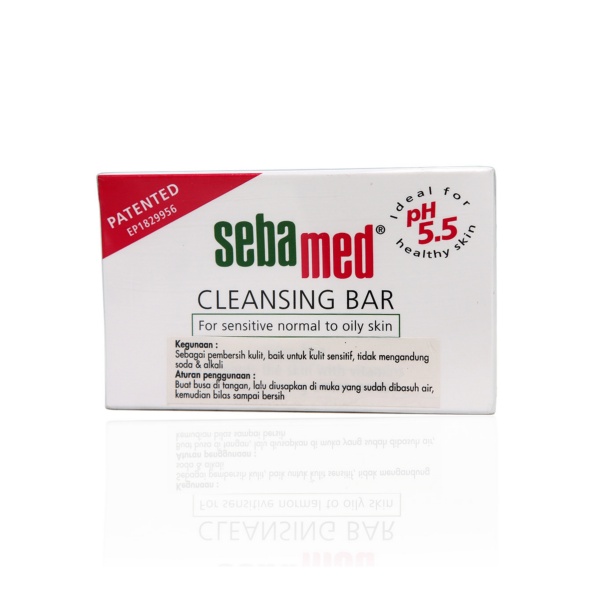 PATENTED
EP1829956
sebamed®
Ideal for
pH
5.5
healthy skin
CLEANSING BAR
For sensitive normal to oily skin
Kegunaan :
Sebagai pembersih kulit, baik untuk kulit sensitif, tidak mengandung
soda & alkali
Aturan penggunaan :
Buat busa di tangan, lalu diusapkan di muka yang sudah dibasuh air,
kemudian bilas sampai bersih